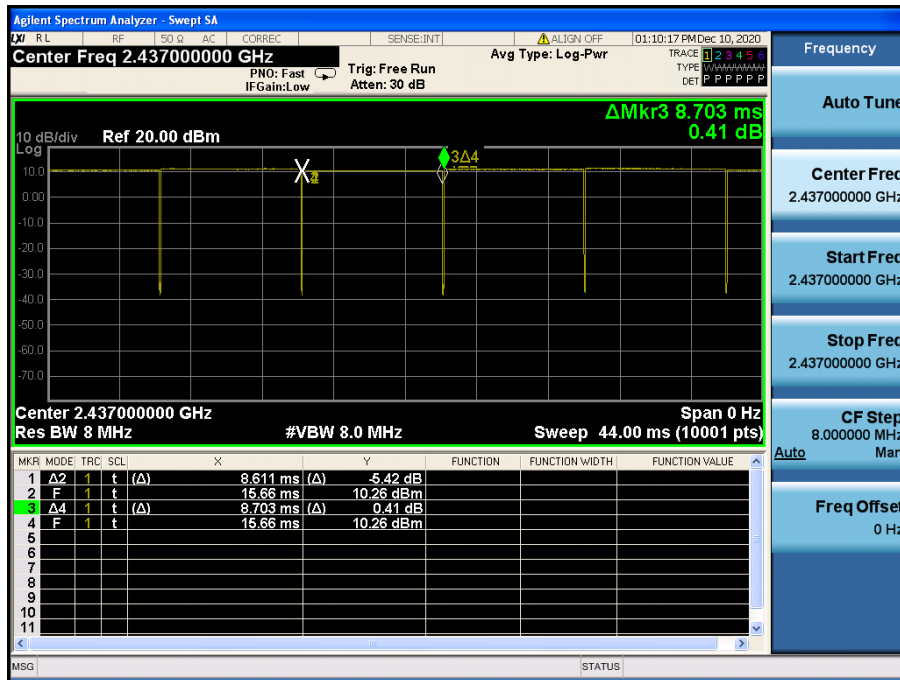 Agilent Spectrum Analyzer - Swept SA
LXI RL RF 50 Ω AC CORREC SENSE:INT ALIGN OFF 01:10:17 PM Dec 10, 2020
Center Freq 2.437000000 GHz Avg Type: Log-Pwr TRACE 1 2 3 4 5 6
PNO: Fast Trig: Free Run TYPE
IFGain:Low Atten: 30 dB DET P P P P P P
ΔMkr3 8.703 ms
0.41 dB
10 dB/div Ref 20.00 dBm
Log
3Δ4
10.0
0.00
-10.0
-20.0
-30.0
-40.0
-50.0
-60.0
-70.0
Center 2.437000000 GHz Span 0 Hz
Res BW 8 MHz #VBW 8.0 MHz Sweep 44.00 ms (10001 pts)
MKR MODE TRC SCL X Y FUNCTION FUNCTION WIDTH FUNCTION VALUE
1 Δ2 1 t (Δ) 8.611 ms (Δ) -5.42 dB
2 F 1 t 15.66 ms 10.26 dBm
3 Δ4 1 t (Δ) 8.703 ms (Δ) 0.41 dB
4 F 1 t 15.66 ms 10.26 dBm
5
6
7
8
9
10
11
MSG STATUS
Frequency
Auto Tune
Center Freq
2.437000000 GHz
Start Freq
2.437000000 GHz
Stop Freq
2.437000000 GHz
CF Step
8.000000 MHz
Auto Man
Freq Offset
0 Hz